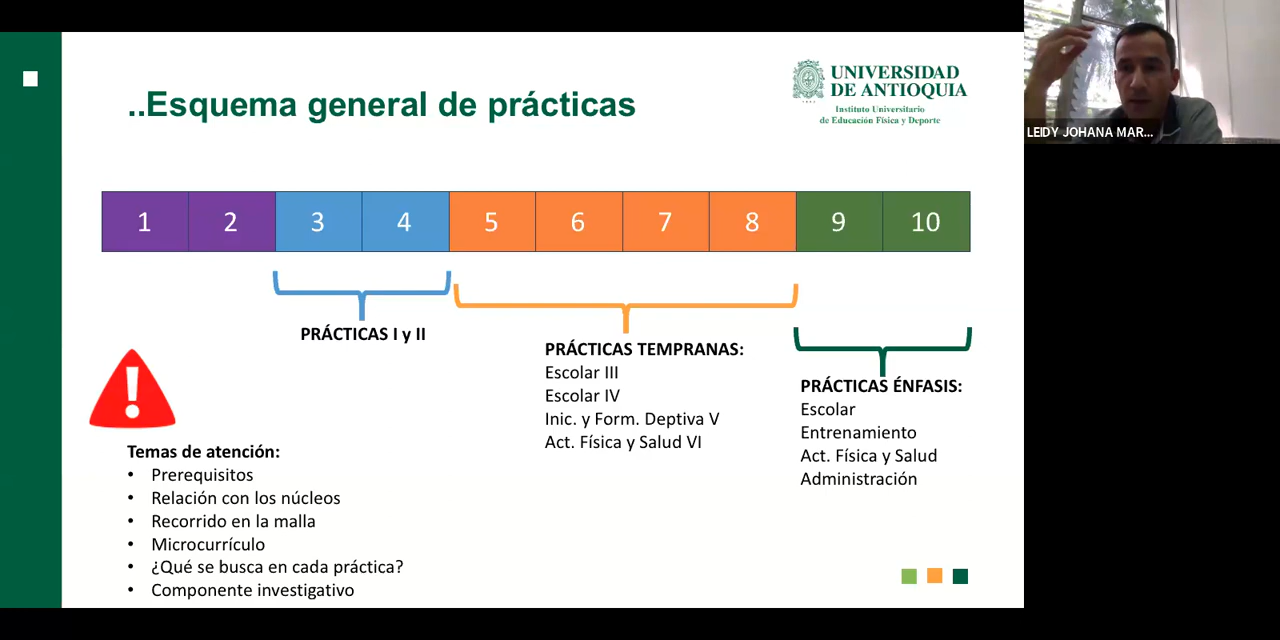 ..Esquema general de prácticas
UNIVERSIDAD
DE ANTIOQUIA
Instituto Universitario
de Educación Física y Deporte
LEIDY JOHANA MAR...
1 2 3 4 5 6 7 8 9 10
PRÁCTICAS I y II
PRÁCTICAS TEMPRANAS:
Escolar III
Escolar IV
Inic. y Form. Deptiva V
Act. Física y Salud VI
PRÁCTICAS ÉNFASIS:
Escolar
Entrenamiento
Act. Física y Salud
Administración
Temas de atención:
• Prerequisitos
• Relación con los núcleos
• Recorrido en la malla
• Microcurrículo
• ¿Qué se busca en cada práctica?
• Componente investigativo